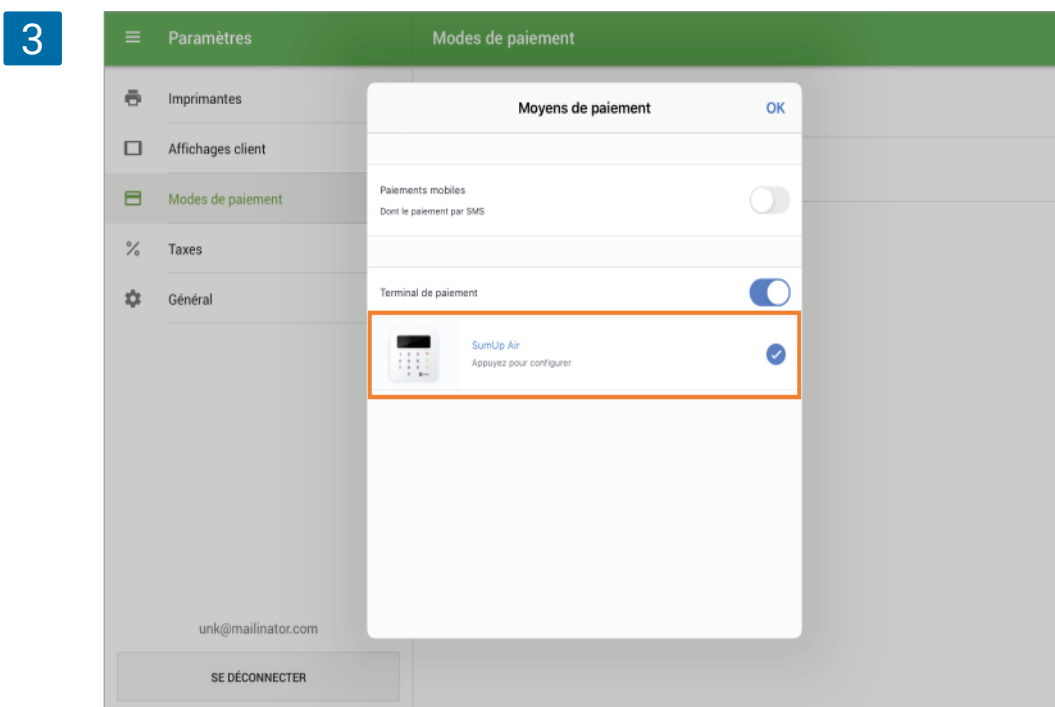 3
Paramètres
Modes de paiement
Imprimantes
Affichages client
Modes de paiement
%
Taxes
Général
Moyens de paiement
OK
Paiements mobiles
Dont le paiement par SMS
Terminal de paiement
SumUp Air
Appuyez pour configurer
unk@mailinator.com
SE DÉCONNECTER